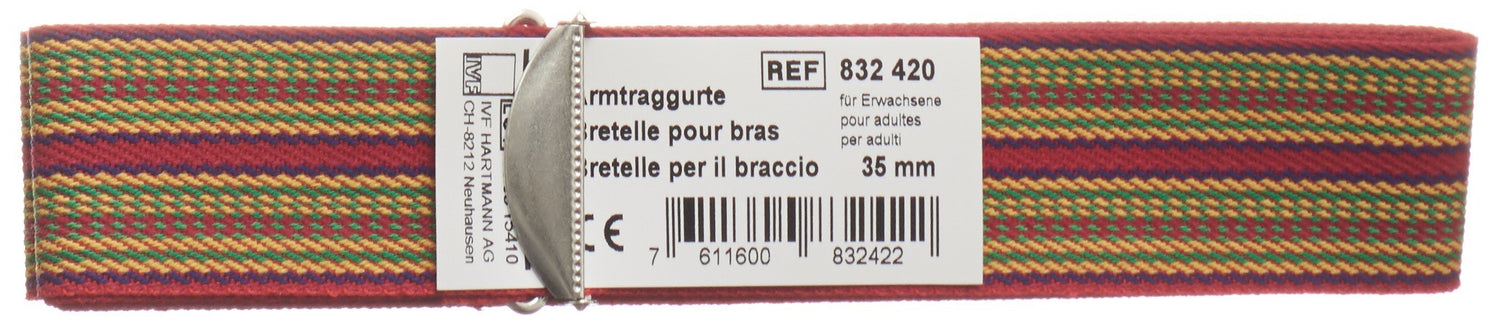 IVF
IVF HARTMANN AG
CH-8212 Neuhausen
REF 832 420
Armtraggurte
Bretelle pour bras
Bretelle per il braccio
für Erwachsene
pour adultes
per adulti
35 mm
CE
7 611600 832422